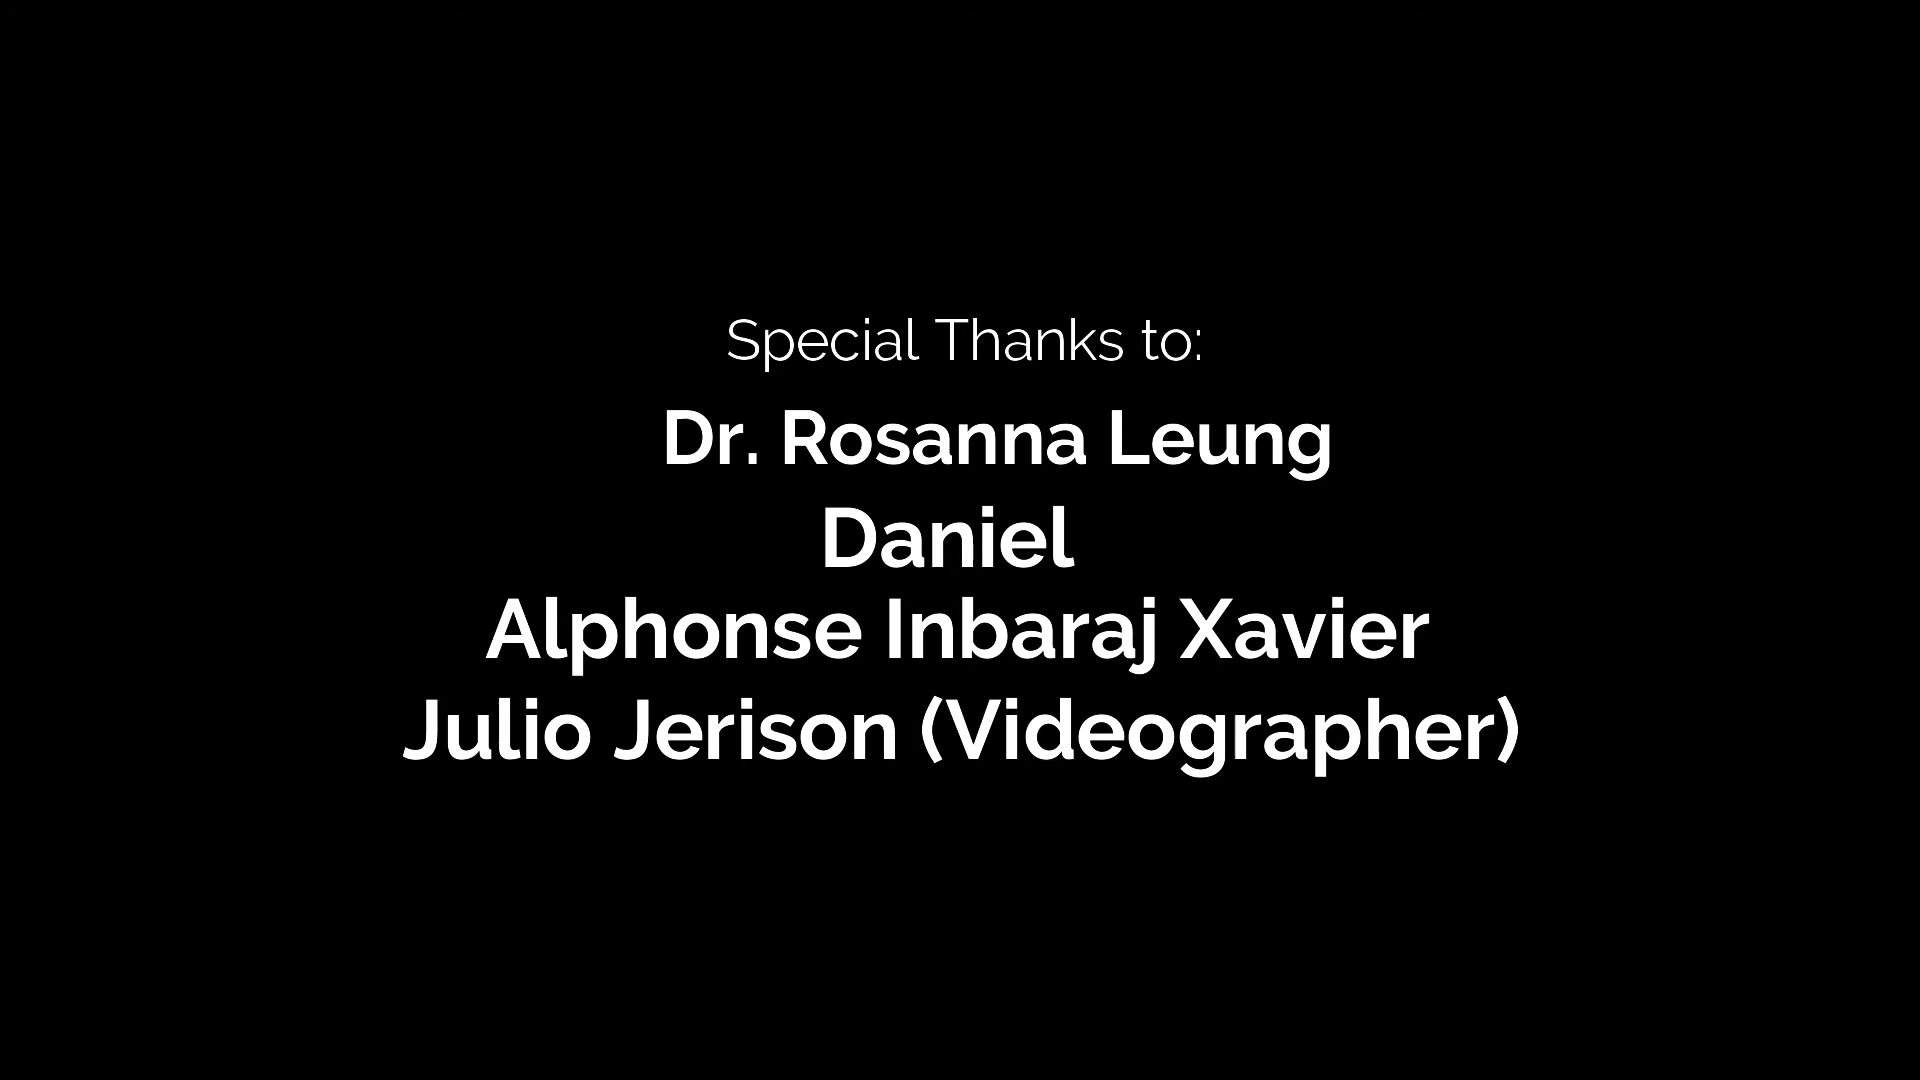 Special Thanks to:
Dr. Rosanna Leung
Daniel
Alphonse Inbaraj Xavier
Julio Jerison (Videographer)